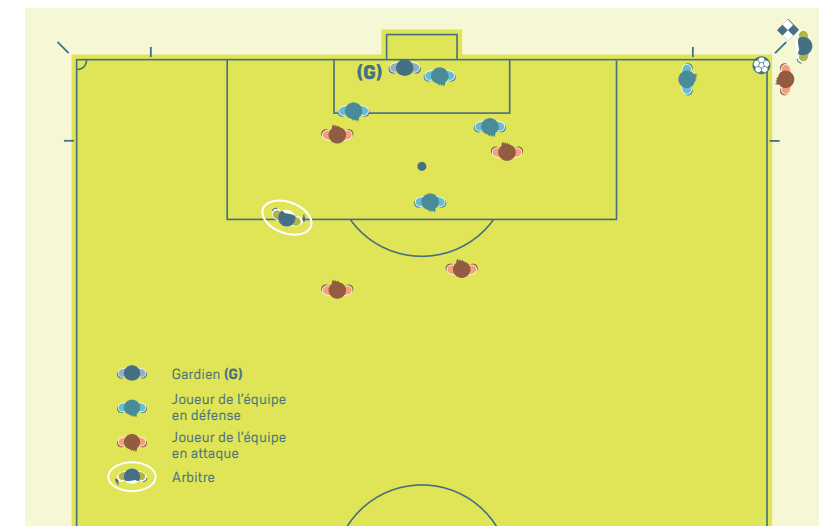 (G)
Gardien (G)
Joueur de l'équipe
en défense
Joueur de l'équipe
en attaque
Arbitre